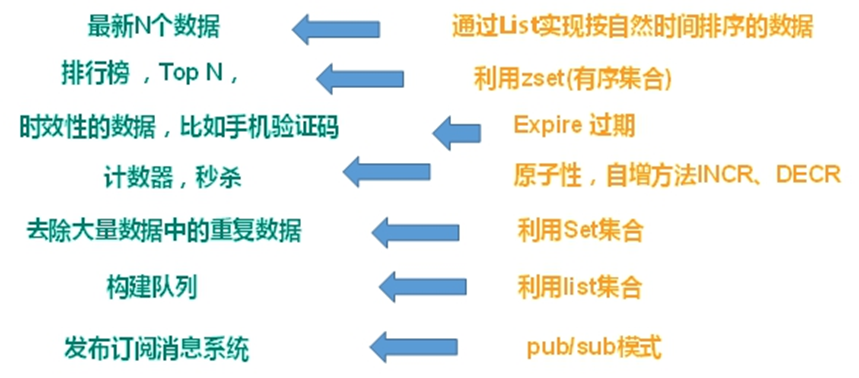 最新N个数据 通过List实现按自然时间排序的数据
排行榜，Top N， 利用zset(有序集合)
时效性的数据，比如手机验证码 Expire 过期
计数器，秒杀 原子性，自增方法INCR、DECR
去除大量数据中的重复数据 利用Set集合
构建队列 利用list集合
发布订阅消息系统 pub/sub模式